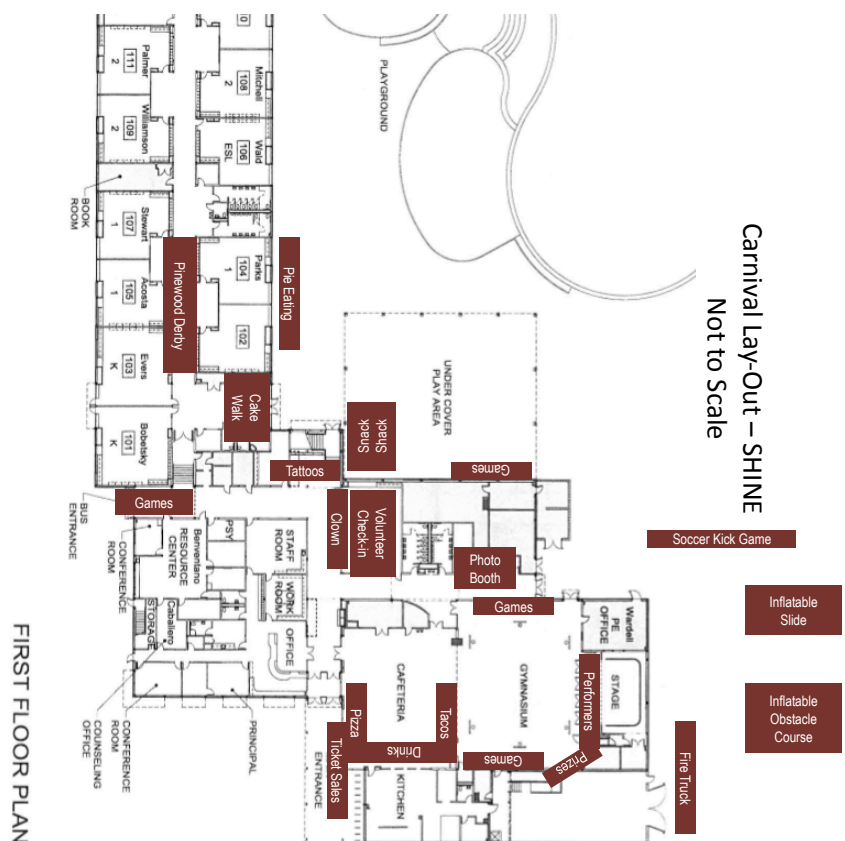 Carnival Lay-Out – SHINE
Not to Scale
PLAYGROUND
10
Palmer
111
2
Mitchell
108
2
Williamson
109
2
Wald
106
ESL
BOOK
ROOM
Stewart
107
1
Parks
104
1
Acosta
105
1
102
Evers
103
K
Bobetsky
101
K
Pinewood Derby
Pie Eating
Cake
Walk
UNDER COVER
PLAY AREA
Snack
Shack
Tattoos
Games
Games
BUS
ENTRANCE
Clown
Volunteer
Check-in
Photo
Booth
Games
Soccer Kick Game
Inflatable
Slide
Inflatable
Obstacle
Course
Fire Truck
CONFERENCE
ROOM
Benventano
RESOURCE
CENTER
PSY
STAFF
ROOM
WORK
ROOM
STORAGE
Caballero
OFFICE
COUNSELING
OFFICE
CONFERENCE
ROOM
PRINCIPAL
CAFETERIA
GYMNASIUM
Wardell
PE
OFFICE
STAGE
Performers
Prizes
Games
Tacos
Pizza
Drinks
Ticket Sales
ENTRANCE
KITCHEN
FIRST FLOOR PLAN